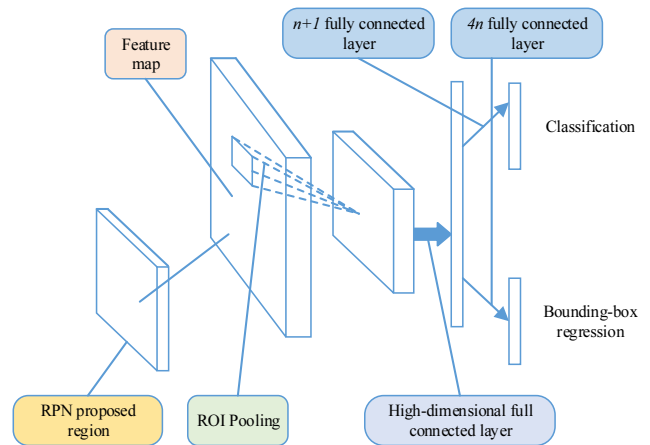 n+1 fully connected
layer
4n fully connected
layer
Feature
map
Classification
Bounding-box
regression
RPN proposed
region
ROI Pooling
High-dimensional full
connected layer